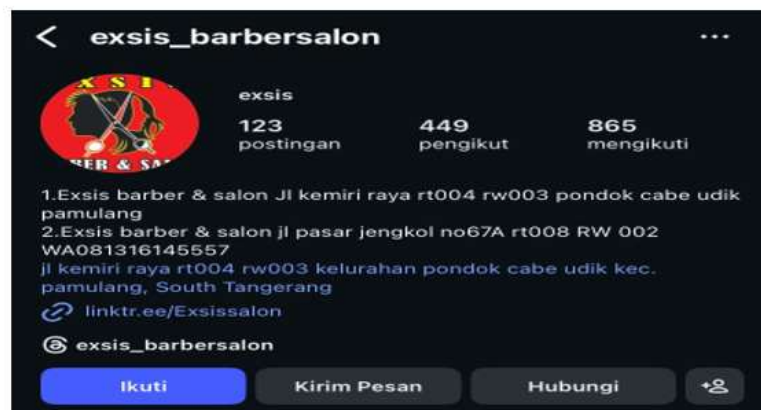 exsis_barbersalon
E X S I
BER & SA
exsis
123 449 865
postingan pengikut mengikuti
1.Exsis barber & salon Jl kemiri raya rt004 rw003 pondok cabe udik
pamulang
2.Exsis barber & salon jl pasar jengkol no67A rt008 RW 002
WA081316145557
jl kemiri raya rt004 rw003 kelurahan pondok cabe udik kec.
pamulang, South Tangerang
linktr.ee/Exsissalon
exsis_barbersalon
Ikuti Kirim Pesan Hubungi